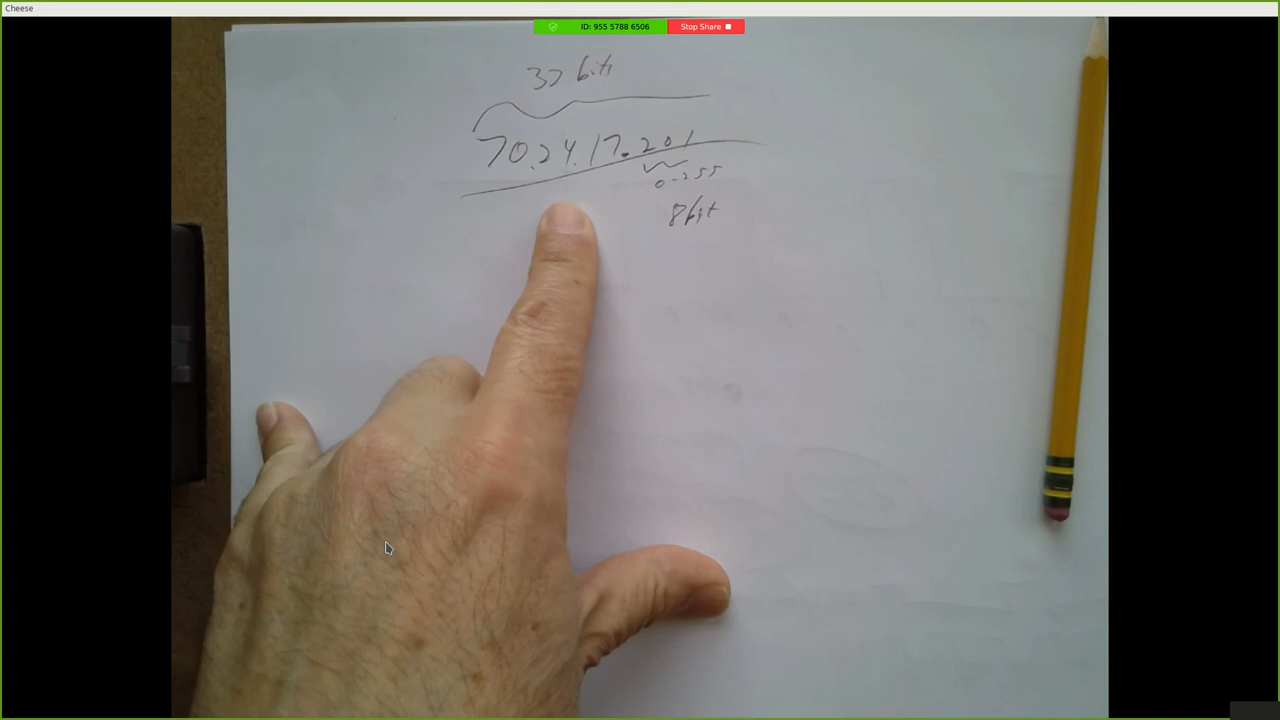 Cheese
ID: 955 5788 6506 Stop Share
32 bits
70.24.17.201
0-255
8bit